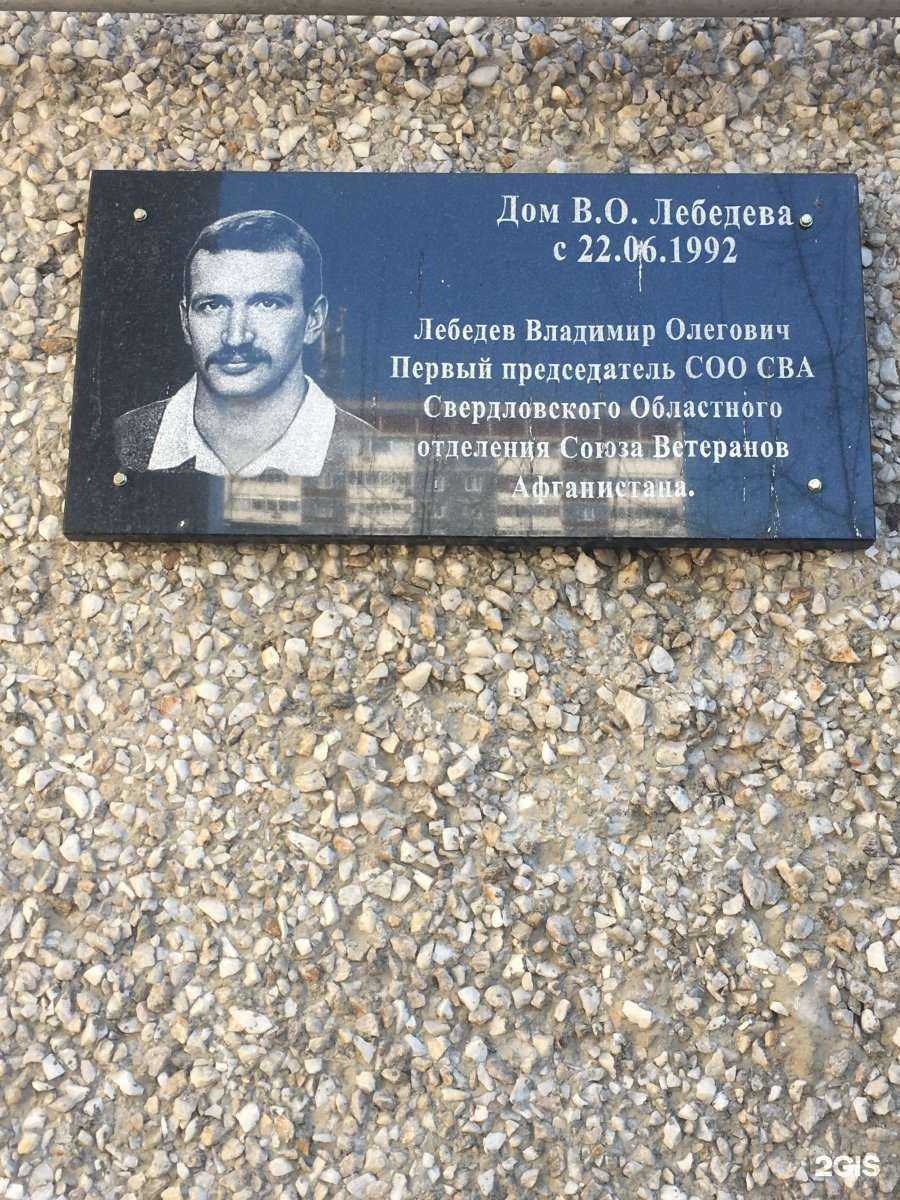 Дом В.О. Лебедева
с 22.06.1992
Лебедев Владимир Олегович
Первый председатель СОО СВА
Свердловского Областного
отделения Союза Ветеранов
Афганистана.
2GIS